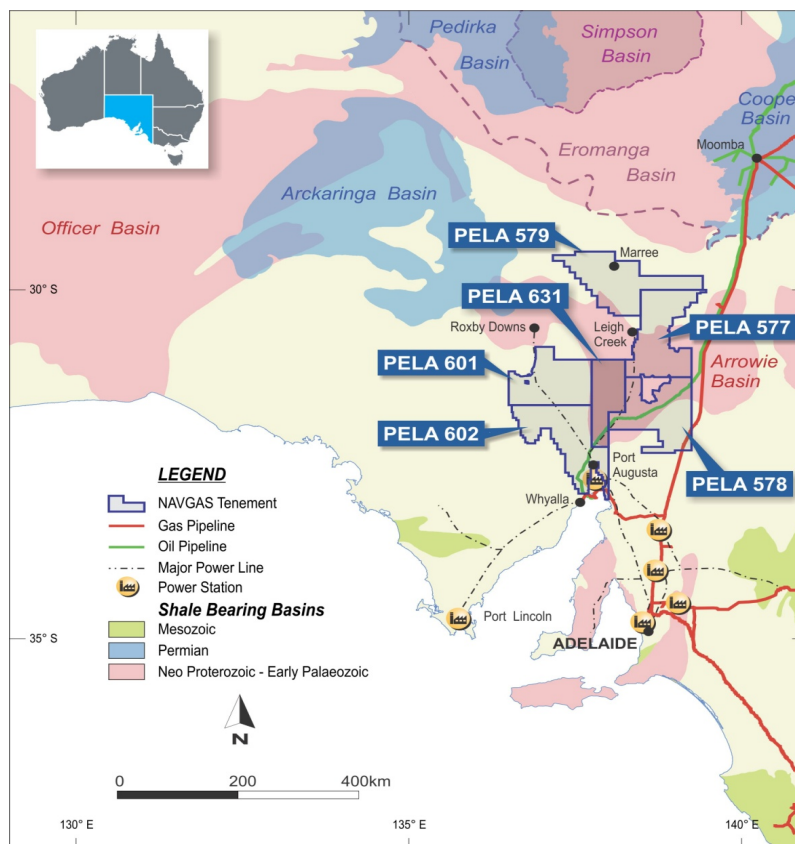 Pedirka
Basin
Simpson
Basin
Cooper
Basin
Moomba
Eromanga
Basin
Arckaringa Basin
Officer Basin
PELA 579
Marree
30° S
PELA 631
Roxby Downs
Leigh
Creek
PELA 577
PELA 601
Arrowie
Basin
PELA 602
Port
Augusta
PELA 578
Whyalla
LEGEND
NAVGAS Tenement
Gas Pipeline
Oil Pipeline
Major Power Line
Power Station
Shale Bearing Basins
Mesozoic
Permian
Neo Proterozoic - Early Palaeozoic
Port Lincoln
35° S
ADELAIDE
N
0 200 400km
130° E 135° E 140° E